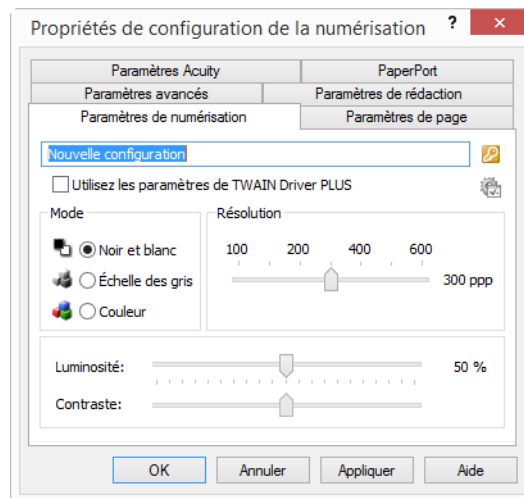 Propriétés de configuration de la numérisation ? ×
Paramètres Acuity PaperPort
Paramètres avancés Paramètres de rédaction
Paramètres de numérisation Paramètres de page
Nouvelle configuration
Utilisez les paramètres de TWAIN Driver PLUS
Mode Résolution
Noir et blanc 100 200 400 600
Échelle des gris 300 ppp
Couleur
Luminosité: 50 %
Contraste:
OK Annuler Appliquer Aide